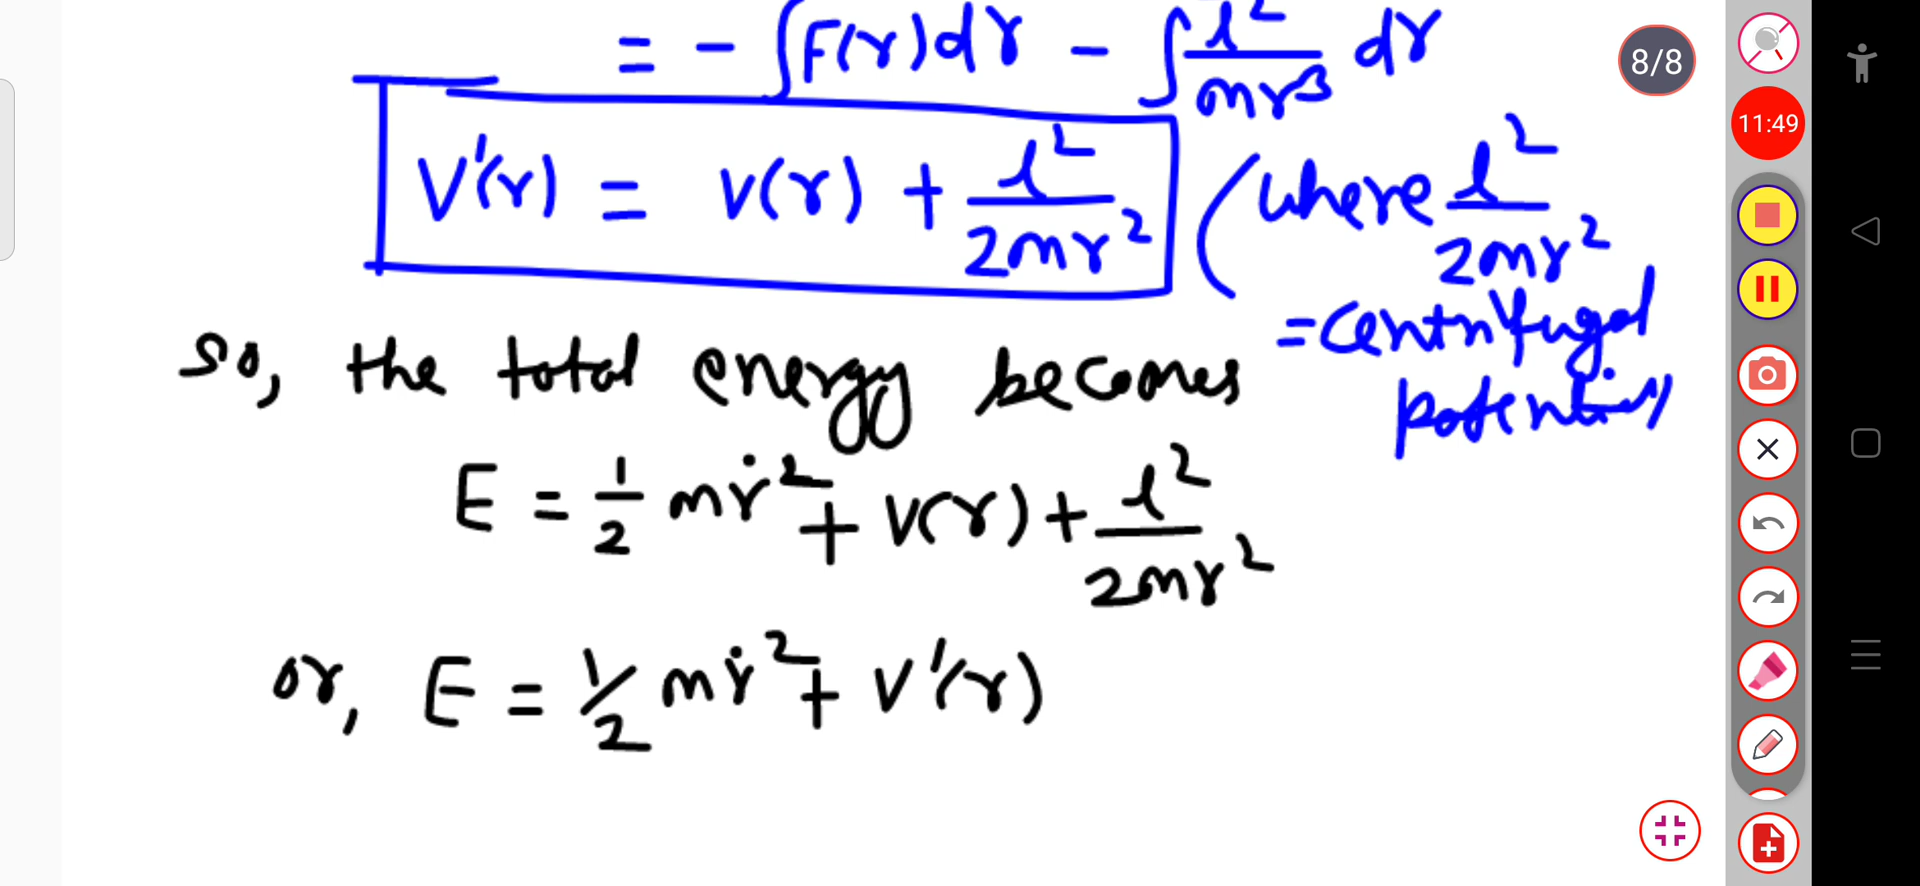 = - ∫F(r)dr - ∫l²/mr³ dr
8/8
11:49
V'(r) = V(r) + l²/2mr² (where l²/2mr²
= centrifugal
potential
so, the total energy becomes
E = 1/2 mṙ² + V(r) + l²/2mr²
or, E = 1/2 mṙ² + V'(r)